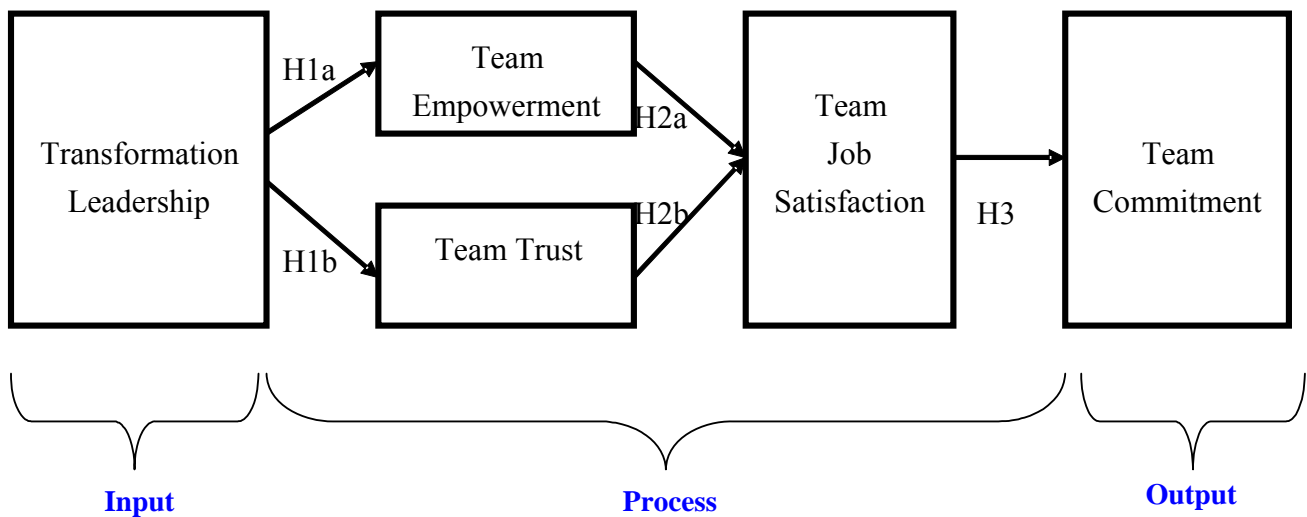 Transformation
Leadership
H1a
H1b
Team
Empowerment
Team Trust
H2a
H2b
Team
Job
Satisfaction
H3
Team
Commitment
Input
Process
Output